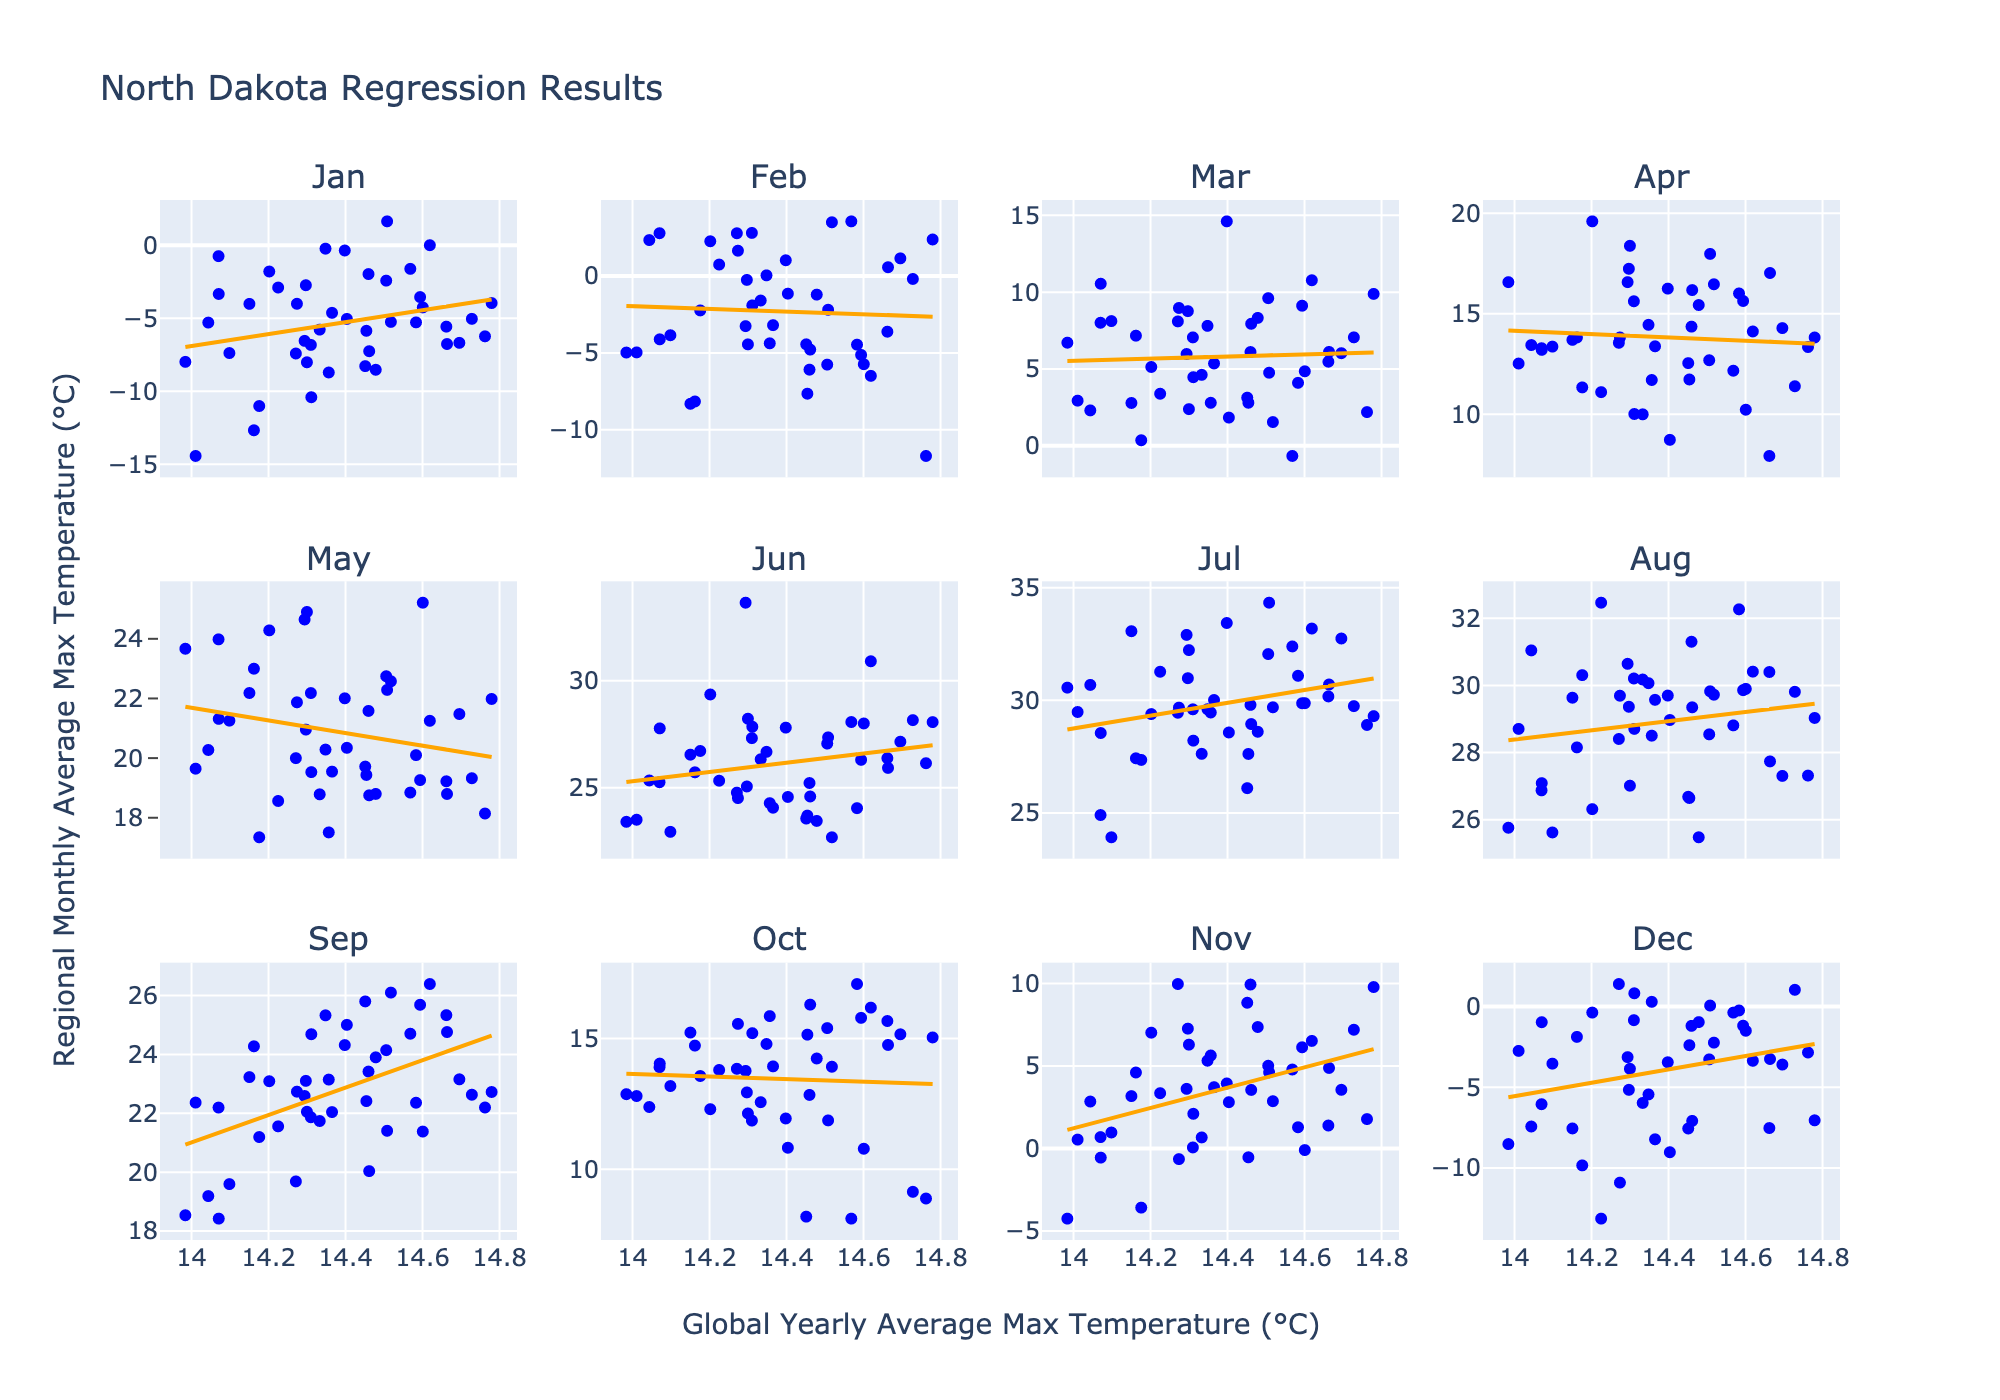 North Dakota Regression Results
Jan Feb Mar Apr
0 −5 −10 −15
0 −5 −10
15 10 5 0
20 15 10
May Jun Jul Aug
24 22 20 18
30 25
35 30 25
32 30 28 26
Sep Oct Nov Dec
26 24 22 20 18
15 10
10 5 0 −5
0 −5 −10
14 14.2 14.4 14.6 14.8 14 14.2 14.4 14.6 14.8 14 14.2 14.4 14.6 14.8 14 14.2 14.4 14.6 14.8
Regional Monthly Average Max Temperature (°C)
Global Yearly Average Max Temperature (°C)